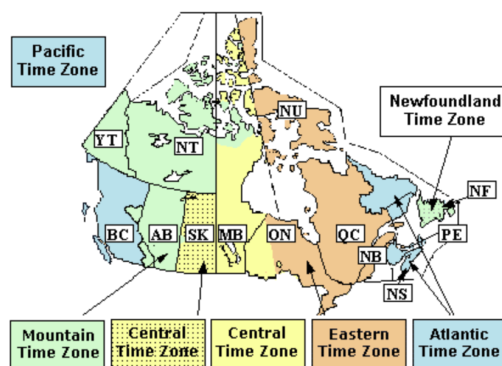 Pacific
Time Zone
NU
Newfoundland
Time Zone
YT
NT
NF
BC
AB
SK
MB
ON
QC
PE
NB
NS
Mountain
Time Zone
Central
Time Zone
Central
Time Zone
Eastern
Time Zone
Atlantic
Time Zone